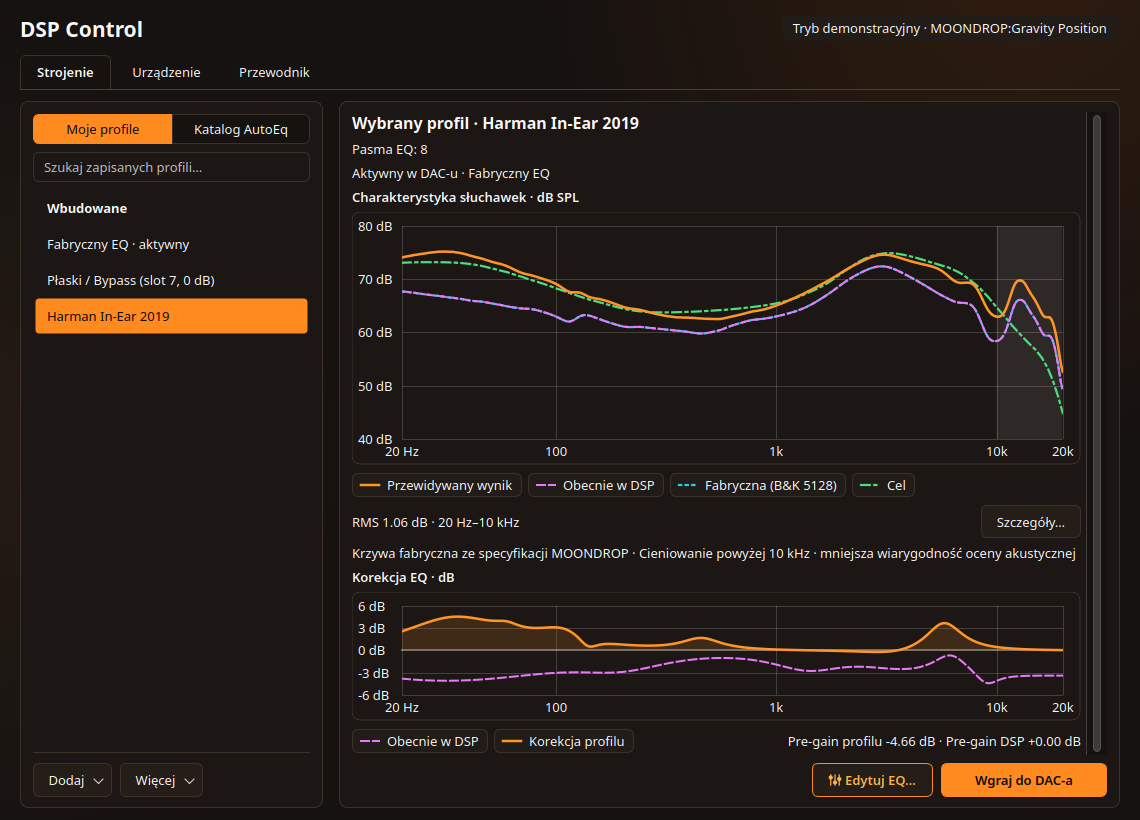 DSP Control
Tryb demonstracyjny · MOONDROP:Gravity Position
Strojenie
Urządzenie
Przewodnik
Moje profile
Katalog AutoEq
Szukaj zapisanych profili...
Wbudowane
Fabryczny EQ · aktywny
Płaski / Bypass (slot 7, 0 dB)
Harman In-Ear 2019
Dodaj
Więcej
Wybrany profil · Harman In-Ear 2019
Pasma EQ: 8
Aktywny w DAC-u · Fabryczny EQ
Charakterystyka słuchawek · dB SPL
80 dB
70 dB
60 dB
50 dB
40 dB
20 Hz
100
1k
10k
20k
Przewidywany wynik
Obecnie w DSP
Fabryczna (B&K 5128)
Cel
RMS 1.06 dB · 20 Hz–10 kHz
Szczegóły...
Krzywa fabryczna ze specyfikacji MOONDROP · Cieniowanie powyżej 10 kHz · mniejsza wiarygodność oceny akustycznej
Korekcja EQ · dB
6 dB
3 dB
0 dB
-3 dB
-6 dB
20 Hz
100
1k
10k
20k
Obecnie w DSP
Korekcja profilu
Pre-gain profilu -4.66 dB · Pre-gain DSP +0.00 dB
Edytuj EQ...
Wgraj do DAC-a